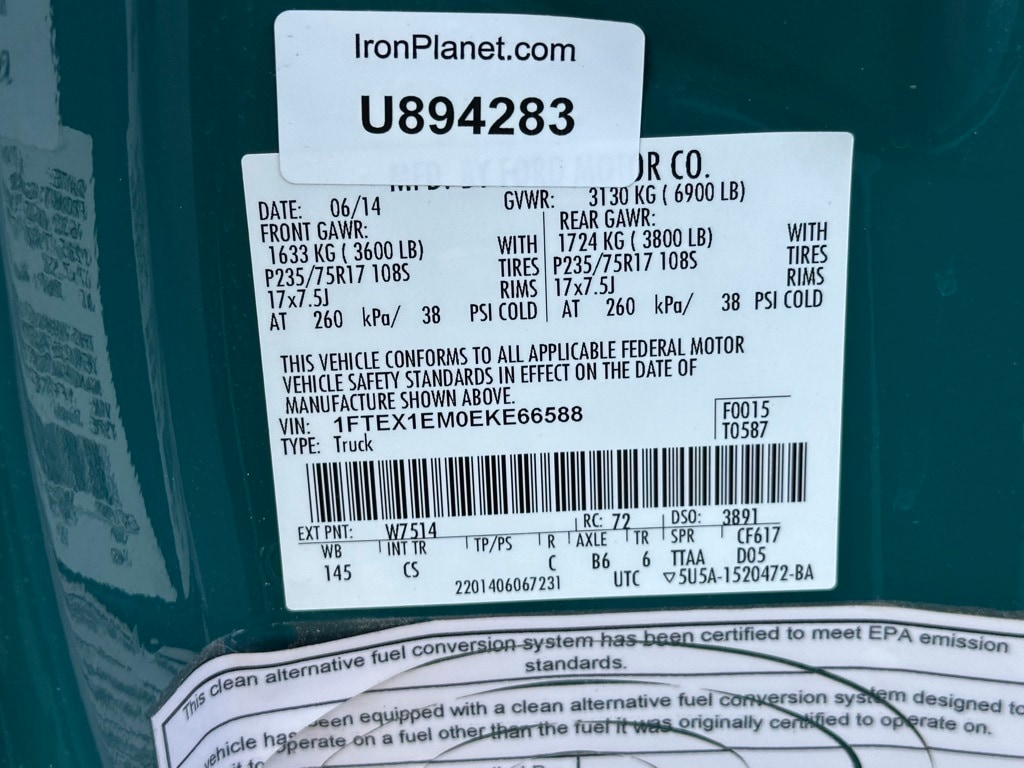 IronPlanet.com
U894283
MFD. BY FORD MOTOR CO.
DATE: 06/14 GVWR: 3130 KG ( 6900 LB)
FRONT GAWR: REAR GAWR:
1633 KG ( 3600 LB) WITH 1724 KG ( 3800 LB) WITH
P235/75R17 108S TIRES P235/75R17 108S TIRES
17x7.5J RIMS 17x7.5J RIMS
AT 260 kPa/ 38 PSI COLD AT 260 kPa/ 38 PSI COLD
THIS VEHICLE CONFORMS TO ALL APPLICABLE FEDERAL MOTOR
VEHICLE SAFETY STANDARDS IN EFFECT ON THE DATE OF
MANUFACTURE SHOWN ABOVE.
VIN: 1FTEX1EM0EKE66588 F0015
TYPE: Truck T0587
EXT PNT: W7514 RC: 72 DSO: 3891
WB INT TR TP/PS R AXLE TR SPR CF617
145 CS C B6 6 TTAA D05
2201406067231 UTC ▽5U5A-1520472-BA
This clean alternative fuel conversion system has been certified to meet EPA emission
standards.
vehicle has been equipped with a clean alternative fuel conversion system designed to
operate on a fuel other than the fuel it was originally certified to operate on.